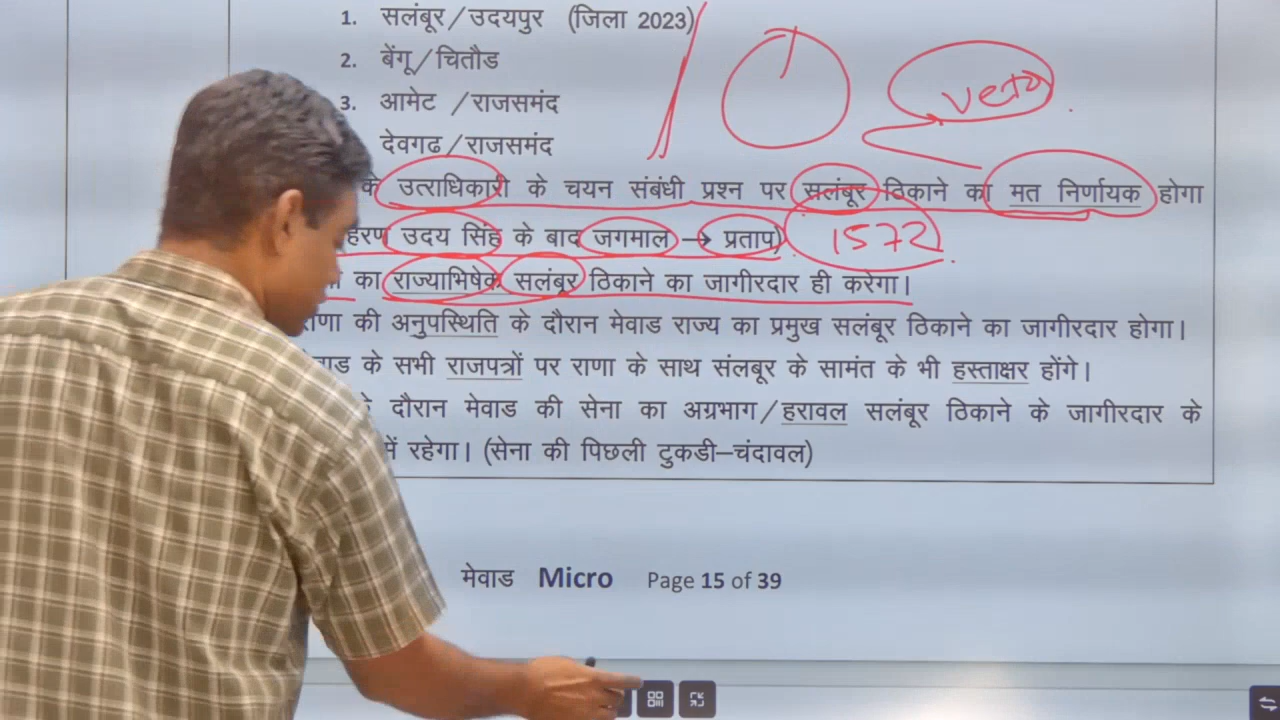 1. सलंबूर/उदयपुर (जिला 2023)
2. बेंगू/चितौड
3. आमेट /राजसमंद
देवगढ/राजसमंद
veto
के उत्राधिकारी के चयन संबंधी प्रश्न पर सलंबूर ठिकाने का मत निर्णायक होगा
हरण उदय सिंह के बाद जगमाल → प्रताप) 1572
का राज्याभिषेक सलंबूर ठिकाने का जागीरदार ही करेगा।
राणा की अनुपस्थिति के दौरान मेवाड राज्य का प्रमुख सलंबूर ठिकाने का जागीरदार होगा।
वाड के सभी राजपत्रों पर राणा के साथ संलबूर के सामंत के भी हस्ताक्षर होंगे।
के दौरान मेवाड की सेना का अग्रभाग/हरावल सलंबूर ठिकाने के जागीरदार के
में रहेगा। (सेना की पिछली टुकडी–चंदावल)
मेवाड Micro Page 15 of 39